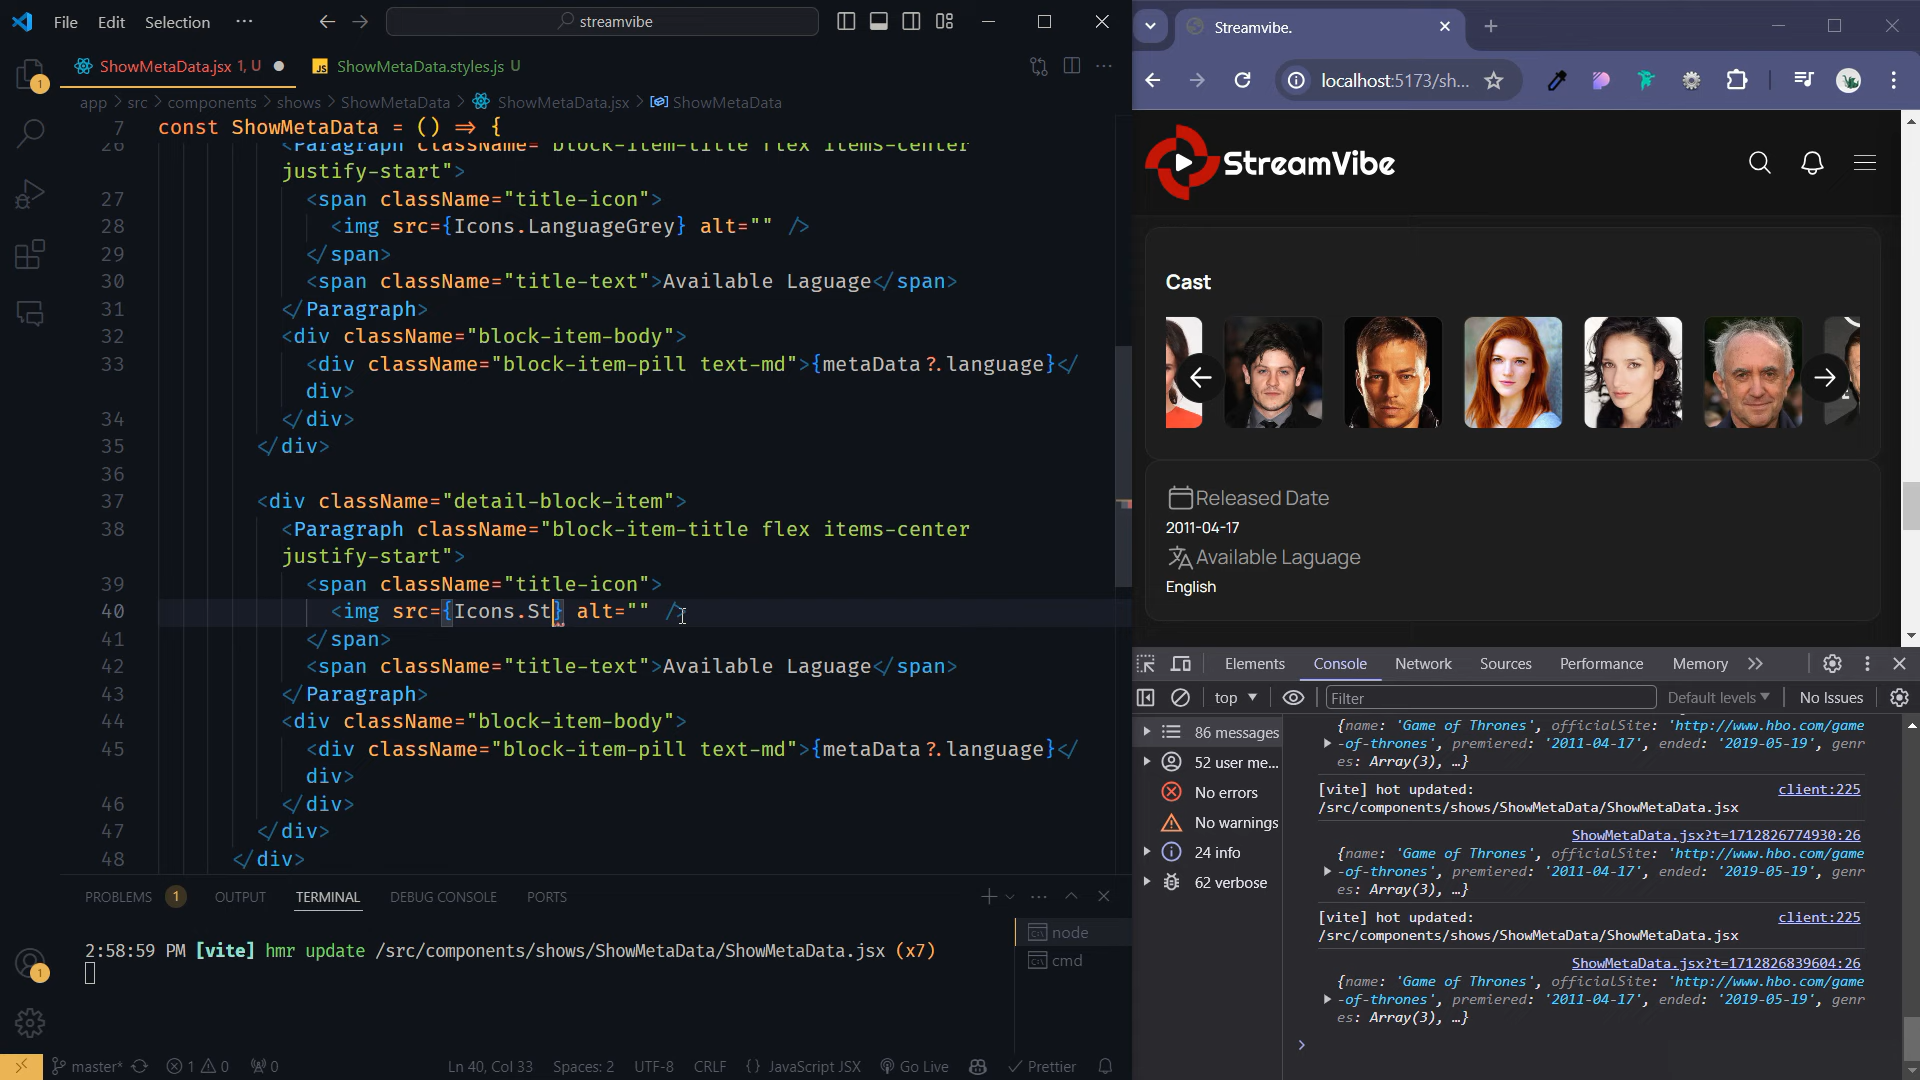 File Edit Selection ···
streamvibe
ShowMetaData.jsx 1, U
ShowMetaData.styles.js U
app > src > components > shows > ShowMetaData > ShowMetaData.jsx > ShowMetaData
7 const ShowMetaData = () => {
26 <Paragraph className="block-item-title flex items-center
justify-start">
27 <span className="title-icon">
28 <img src={Icons.LanguageGrey} alt="" />
29 </span>
30 <span className="title-text">Available Laguage</span>
31 </Paragraph>
32 <div className="block-item-body">
33 <div className="block-item-pill text-md">{metaData?.language}</
div>
34 </div>
35 </div>
36
37 <div className="detail-block-item">
38 <Paragraph className="block-item-title flex items-center
justify-start">
39 <span className="title-icon">
40 <img src={Icons.St} alt="" />
41 </span>
42 <span className="title-text">Available Laguage</span>
43 </Paragraph>
44 <div className="block-item-body">
45 <div className="block-item-pill text-md">{metaData?.language}</
div>
46 </div>
47 </div>
48 </div>
PROBLEMS 1 OUTPUT TERMINAL DEBUG CONSOLE PORTS
2:58:59 PM [vite] hmr update /src/components/shows/ShowMetaData/ShowMetaData.jsx (x7)
node
cmd
master* 1 0 0 Ln 40, Col 33 Spaces: 2 UTF-8 CRLF {} JavaScript JSX Go Live Prettier
1
1
Streamvibe.
localhost:5173/sh...
StreamVibe
Cast
Released Date
2011-04-17
Available Laguage
English
Elements Console Network Sources Performance Memory
top Filter Default levels No Issues
86 messages
52 user me...
No errors
No warnings
24 info
62 verbose
{name: 'Game of Thrones', officialSite: 'http://www.hbo.com/game
-of-thrones', premiered: '2011-04-17', ended: '2019-05-19', genr
es: Array(3), …}
[vite] hot updated: client:225
/src/components/shows/ShowMetaData/ShowMetaData.jsx
ShowMetaData.jsx?t=1712826774930:26
{name: 'Game of Thrones', officialSite: 'http://www.hbo.com/game
-of-thrones', premiered: '2011-04-17', ended: '2019-05-19', genr
es: Array(3), …}
[vite] hot updated: client:225
/src/components/shows/ShowMetaData/ShowMetaData.jsx
ShowMetaData.jsx?t=1712826839604:26
{name: 'Game of Thrones', officialSite: 'http://www.hbo.com/game
-of-thrones', premiered: '2011-04-17', ended: '2019-05-19', genr
es: Array(3), …}